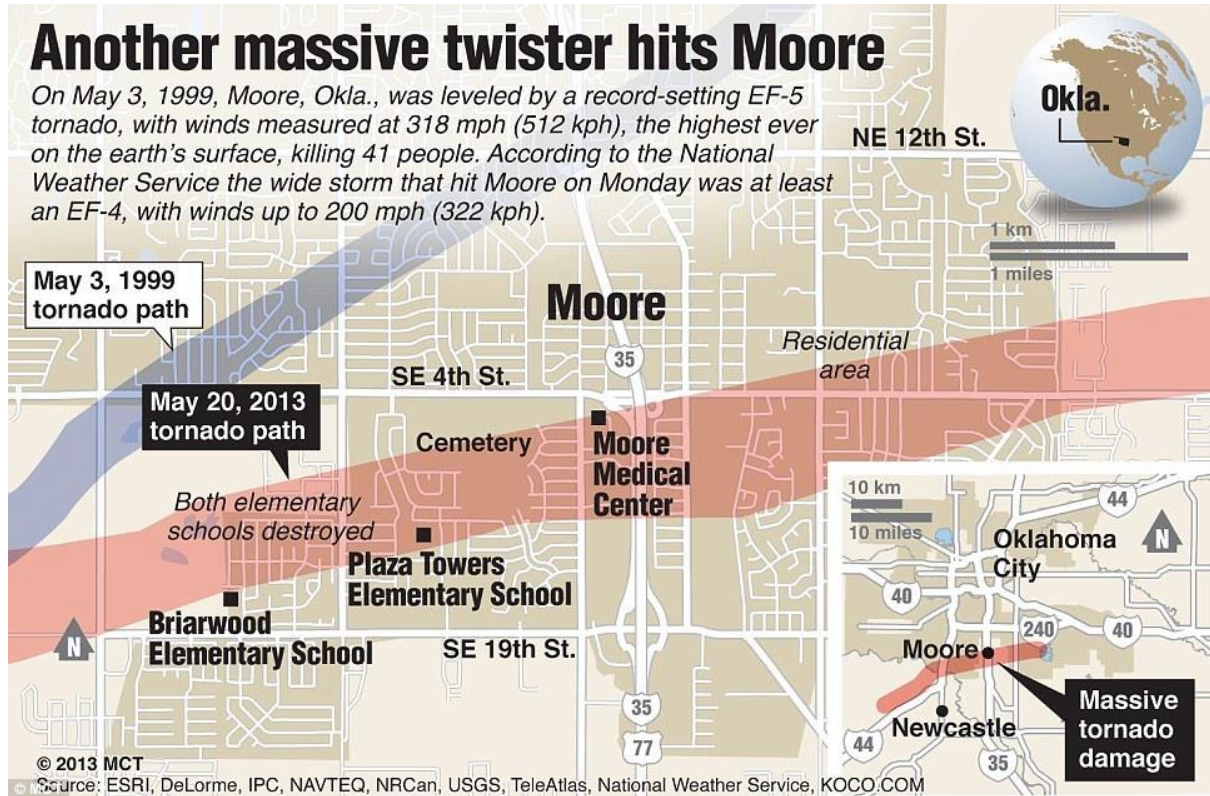 Another massive twister hits Moore
On May 3, 1999, Moore, Okla., was leveled by a record-setting EF-5
tornado, with winds measured at 318 mph (512 kph), the highest ever
on the earth's surface, killing 41 people. According to the National
Weather Service the wide storm that hit Moore on Monday was at least
an EF-4, with winds up to 200 mph (322 kph).
Okla.
NE 12th St.
1 km
1 miles
May 3, 1999
tornado path
Moore
35
Residential
area
SE 4th St.
May 20, 2013
tornado path
Cemetery
Moore
Medical
Center
Both elementary
schools destroyed
Plaza Towers
Elementary School
Briarwood
Elementary School
N
SE 19th St.
35
77
10 km
10 miles
44
N
Oklahoma
City
40
240
40
Moore
Newcastle
44
35
Massive
tornado
damage
© 2013 MCT
Source: ESRI, DeLorme, IPC, NAVTEQ, NRCan, USGS, TeleAtlas, National Weather Service, KOCO.COM